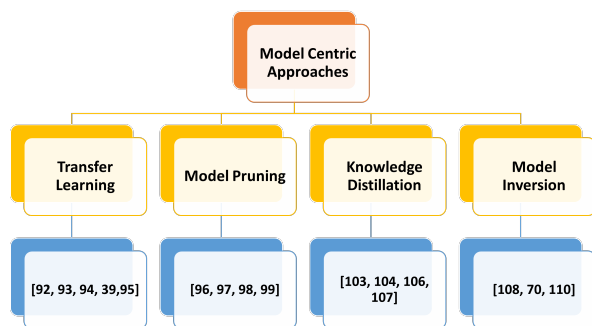 Model Centric
Approaches
Transfer
Learning
Model Pruning
Knowledge
Distillation
Model
Inversion
[92, 93, 94, 39,95]
[96, 97, 98, 99]
[103, 104, 106,
107]
[108, 70, 110]